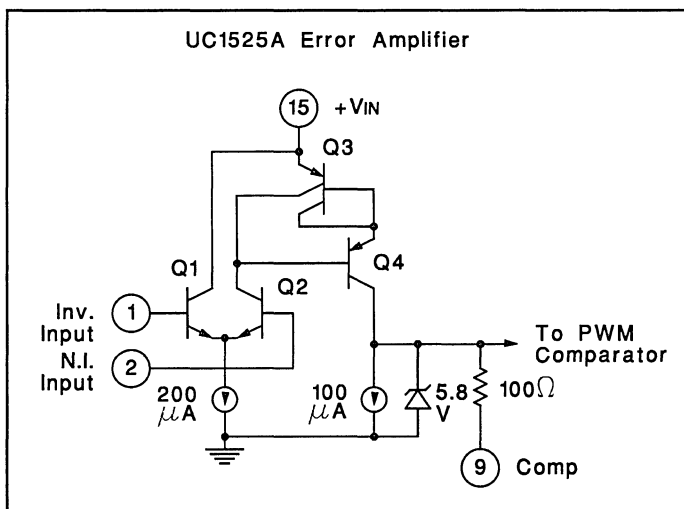 UC1525A Error Amplifier
15 +VIN
Q3
Q4
Q1
Q2
Inv.
Input
1
N.I.
Input
2
To PWM
Comparator
200
μA
100
μA
5.8
V
100Ω
9 Comp